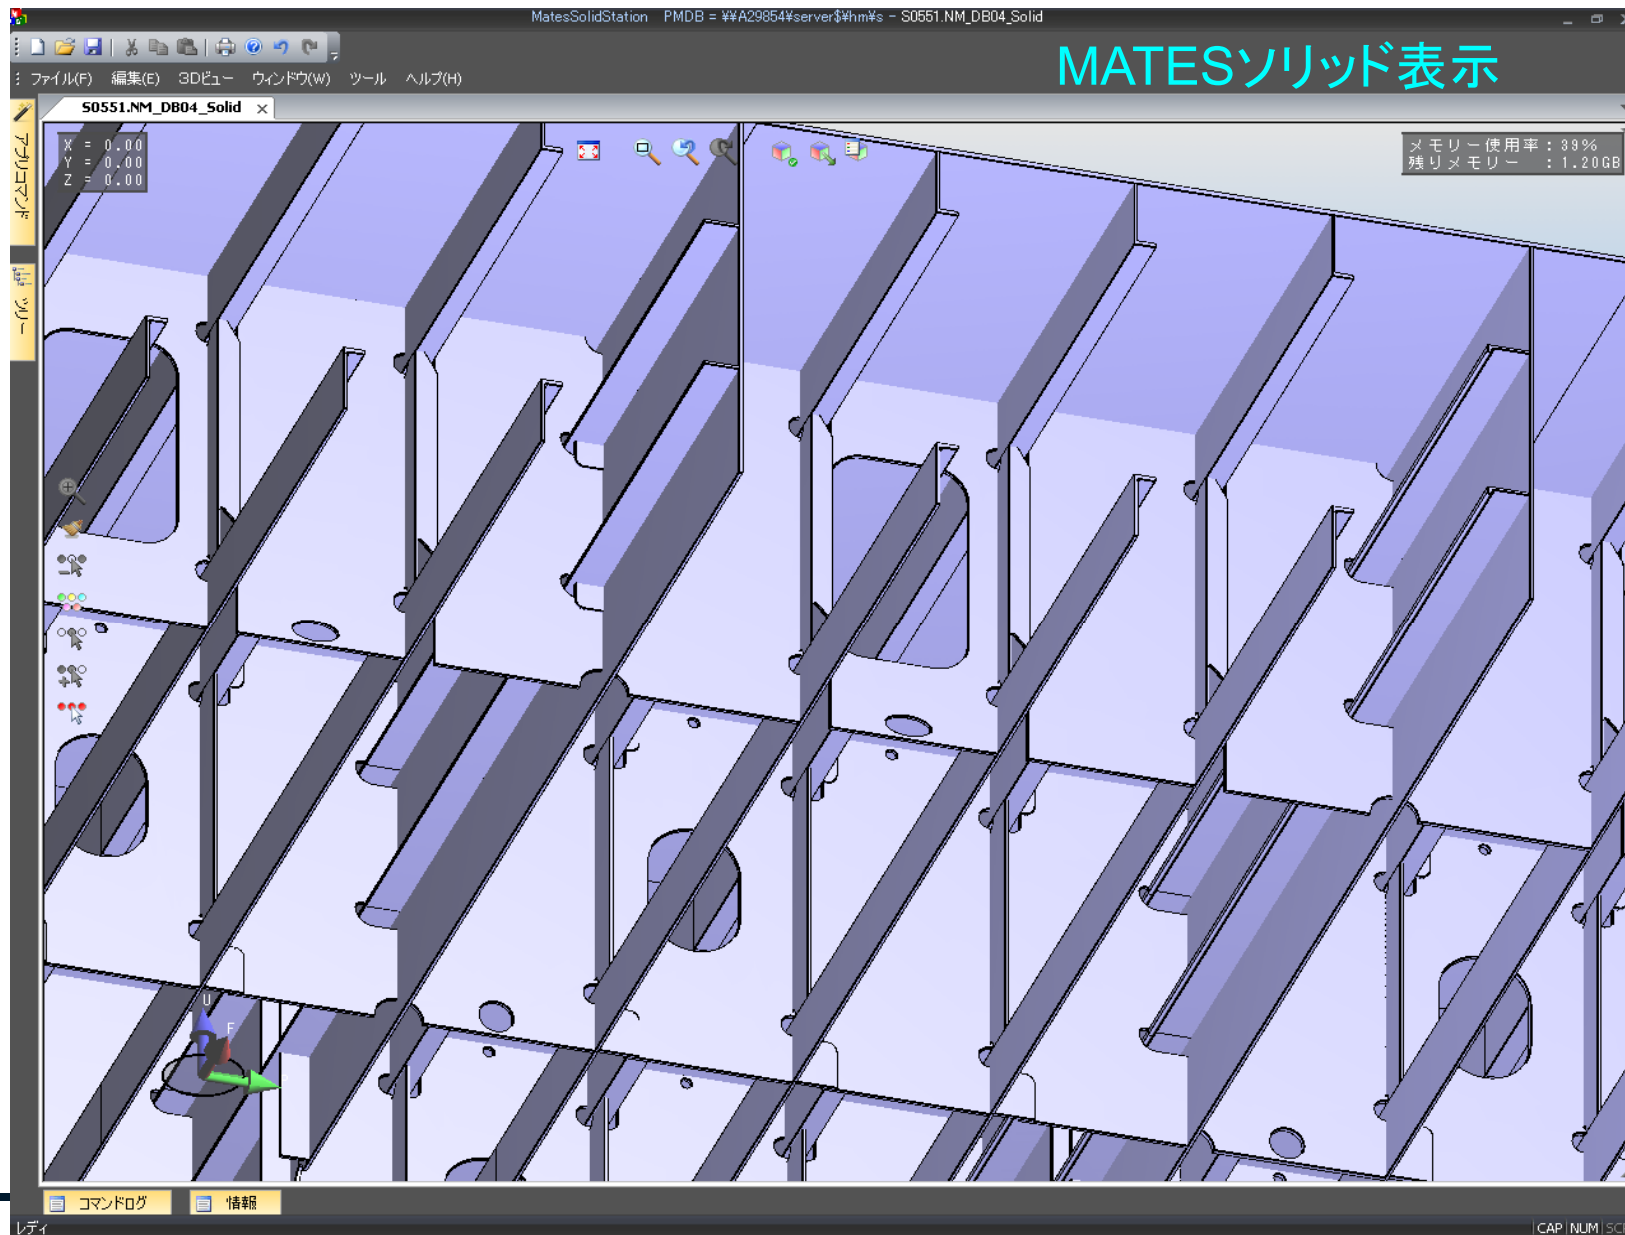 MatesSolidStation PMDB = ¥¥A29854¥server$¥hm¥s - S0551.NM_DB04_Solid
MATESソリッド表示
ファイル(F) 編集(E) 3Dビュー ウィンドウ(W) ツール ヘルプ(H)
S0551.NM_DB04_Solid
アプリコマンド
ツリー
X = 0.00
Y = 0.00
Z = 0.00
メモリー使用率：39%
残りメモリー ：1.20GB
U
F
コマンドログ 情報
レディ
CAP NUM